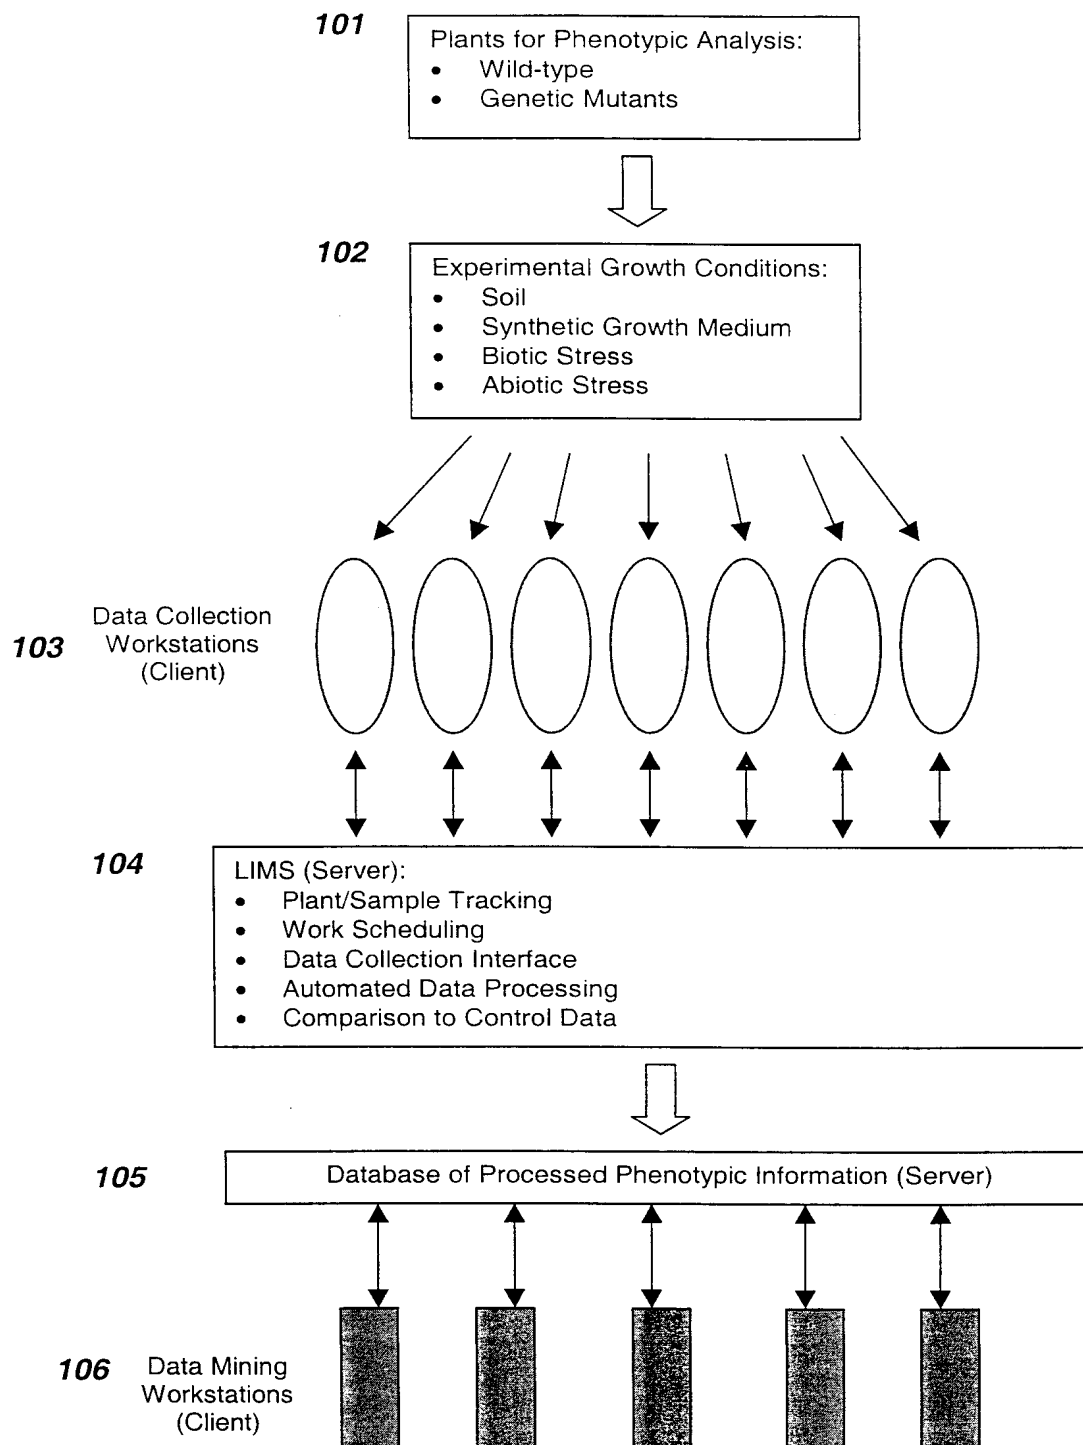 101
Plants for Phenotypic Analysis:
• Wild-type
• Genetic Mutants
102
Experimental Growth Conditions:
• Soil
• Synthetic Growth Medium
• Biotic Stress
• Abiotic Stress
103
Data Collection
Workstations
(Client)
104
LIMS (Server):
• Plant/Sample Tracking
• Work Scheduling
• Data Collection Interface
• Automated Data Processing
• Comparison to Control Data
105
Database of Processed Phenotypic Information (Server)
106
Data Mining
Workstations
(Client)